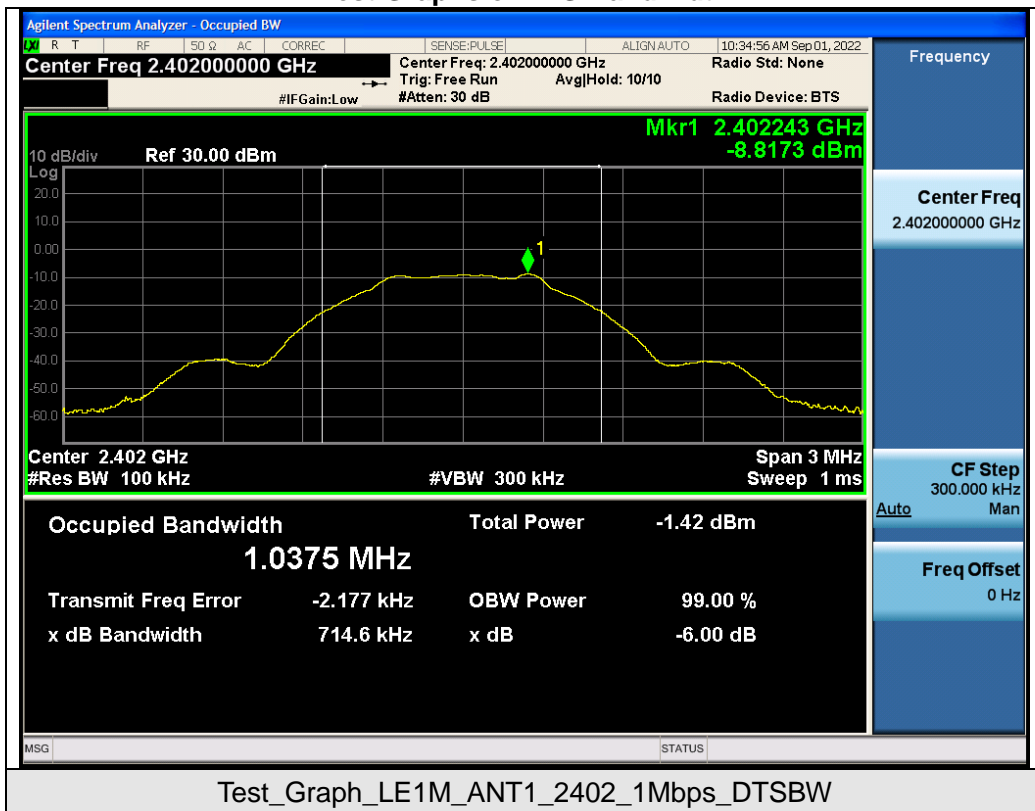 Agilent Spectrum Analyzer - Occupied BW
LXI R T RF 50 Ω AC CORREC SENSE:PULSE ALIGN AUTO 10:34:56 AM Sep 01, 2022
Center Freq 2.402000000 GHz
Center Freq: 2.402000000 GHz
Radio Std: None
Trig: Free Run Avg|Hold: 10/10
#IFGain:Low
#Atten: 30 dB
Radio Device: BTS
Frequency
Mkr1 2.402243 GHz
-8.8173 dBm
10 dB/div Ref 30.00 dBm
Log
20.0
10.0
0.00
-10.0
-20.0
-30.0
-40.0
-50.0
-60.0
1
Center 2.402 GHz
Span 3 MHz
#Res BW 100 kHz
#VBW 300 kHz
Sweep 1 ms
Center Freq
2.402000000 GHz
CF Step
300.000 kHz
Auto Man
Freq Offset
0 Hz
Occupied Bandwidth
Total Power -1.42 dBm
1.0375 MHz
Transmit Freq Error -2.177 kHz
OBW Power 99.00 %
x dB Bandwidth 714.6 kHz
x dB -6.00 dB
MSG
STATUS
Test_Graph_LE1M_ANT1_2402_1Mbps_DTSBW